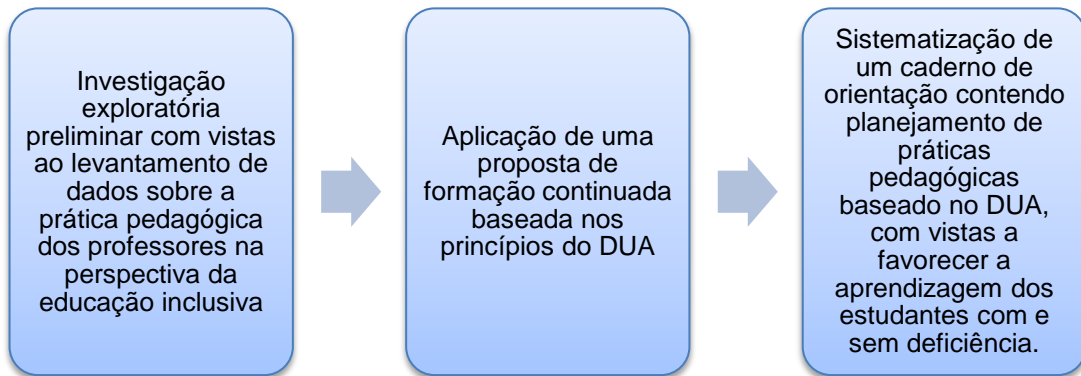 Investigação
exploratória
preliminar com vistas
ao levantamento de
dados sobre a
prática pedagógica
dos professores na
perspectiva da
educação inclusiva
Aplicação de uma
proposta de
formação continuada
baseada nos
princípios do DUA
Sistematização de
um caderno de
orientação contendo
planejamento de
práticas
pedagógicas
baseado no DUA,
com vistas a
favorecer a
aprendizagem dos
estudantes com e
sem deficiência.